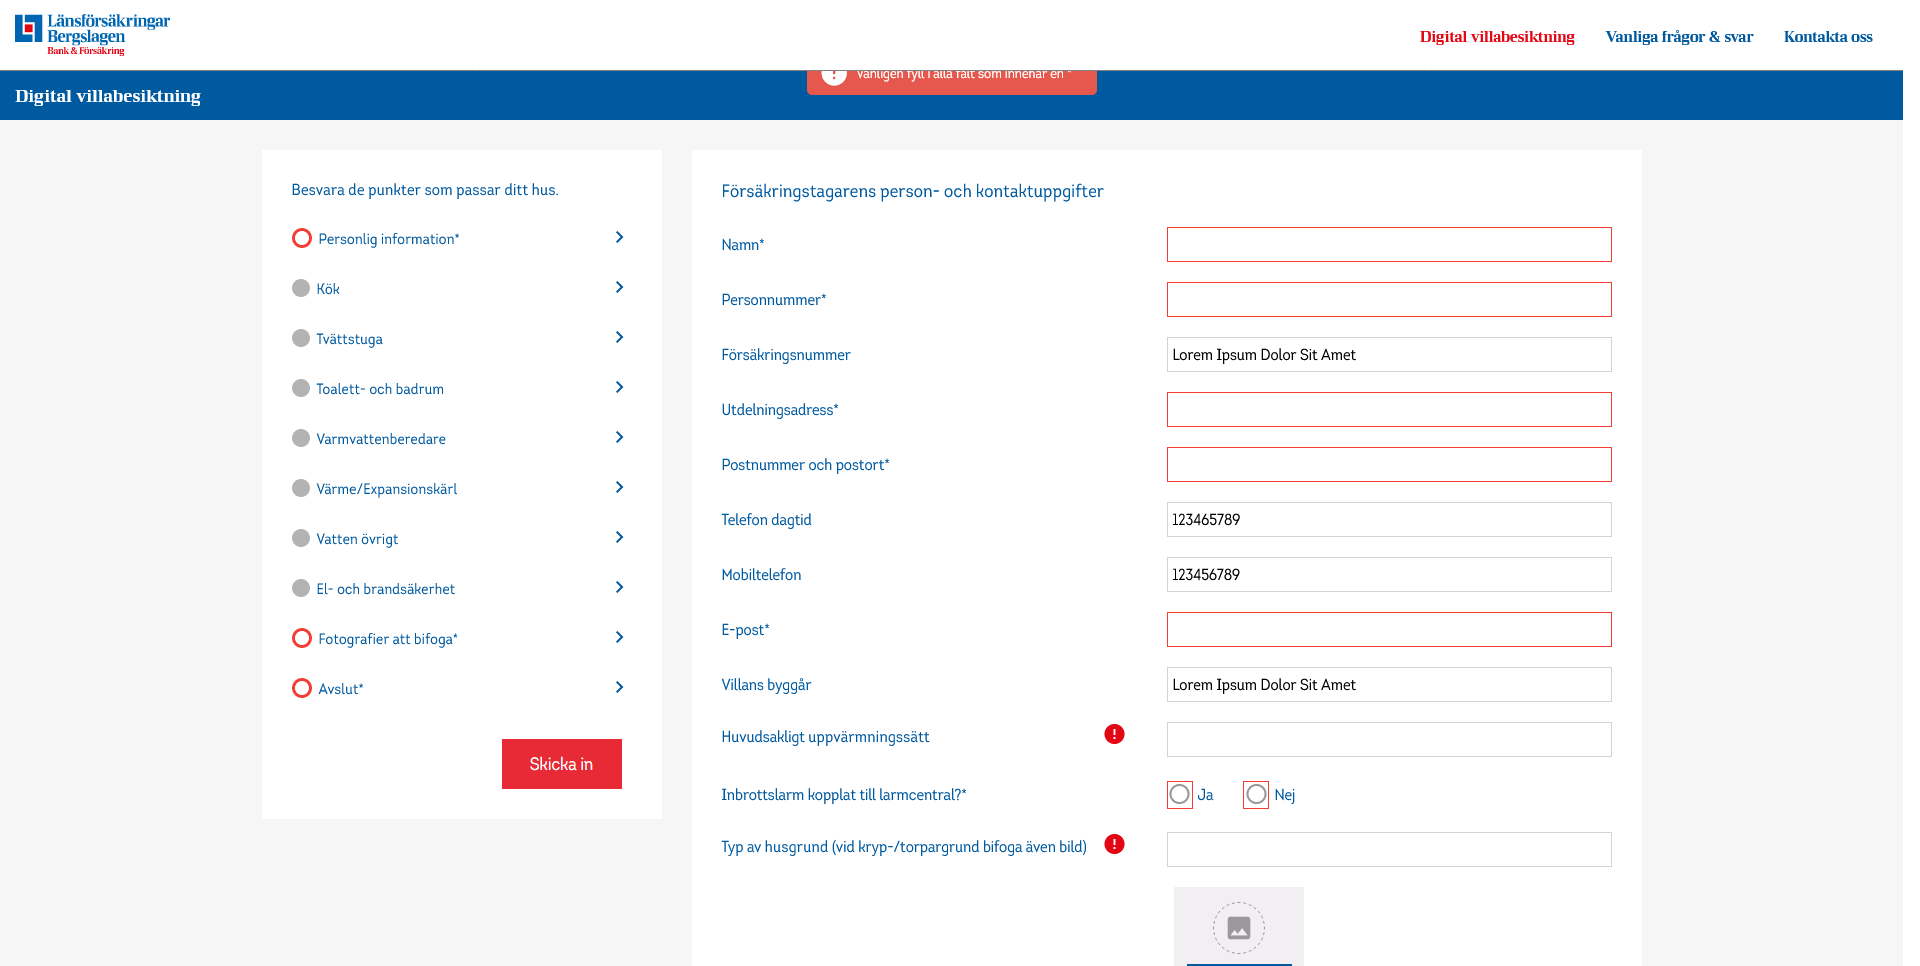 Länsförsäkringar
Bergslagen
Bank & Försäkring
Digital villabesiktning
Vanliga frågor & svar
Kontakta oss
Vänligen fyll i alla fält som innehar en *
Digital villabesiktning
Besvara de punkter som passar ditt hus.
Personlig information*
Kök
Tvättstuga
Toalett- och badrum
Varmvattenberedare
Värme/Expansionskärl
Vatten övrigt
El- och brandsäkerhet
Fotografier att bifoga*
Avslut*
Skicka in
Försäkringstagarens person- och kontaktuppgifter
Namn*
Personnummer*
Försäkringsnummer Lorem Ipsum Dolor Sit Amet
Utdelningsadress*
Postnummer och postort*
Telefon dagtid 123465789
Mobiltelefon 123456789
E-post*
Villans byggår Lorem Ipsum Dolor Sit Amet
Huvudsakligt uppvärmningssätt
Inbrottslarm kopplat till larmcentral?* Ja Nej
Typ av husgrund (vid kryp-/torpargrund bifoga även bild)